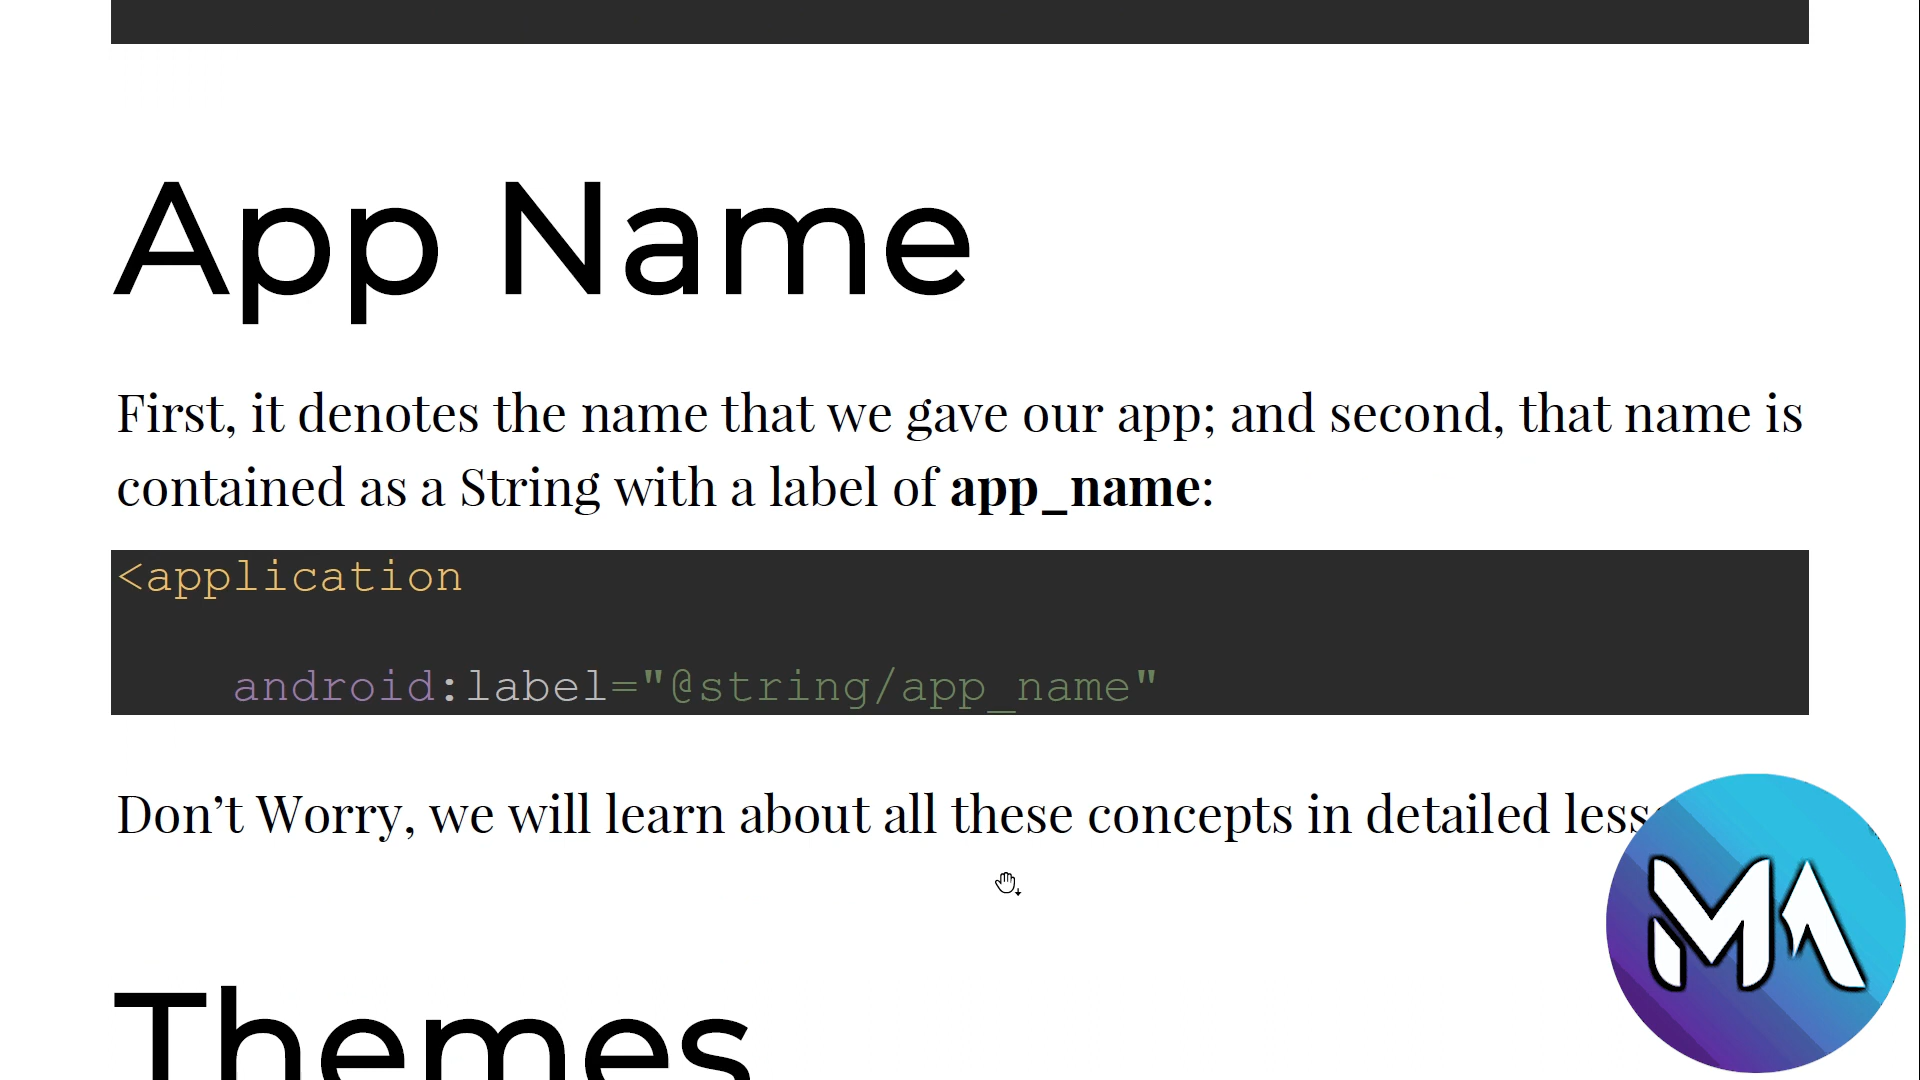 App Name
First, it denotes the name that we gave our app; and second, that name is
contained as a String with a label of app_name:
<application
android:label="@string/app_name"
Don’t Worry, we will learn about all these concepts in detailed
MA
Themes